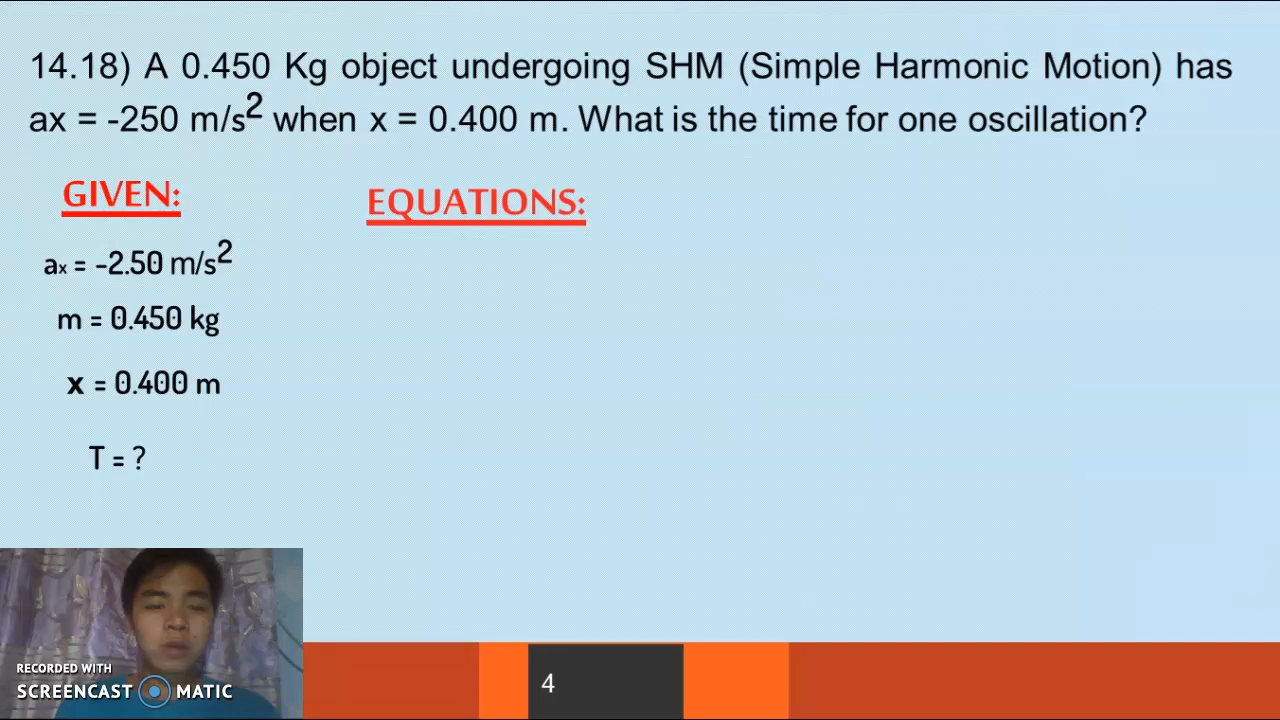 14.18) A 0.450 Kg object undergoing SHM (Simple Harmonic Motion) has
ax = -250 m/s² when x = 0.400 m. What is the time for one oscillation?
GIVEN:
EQUATIONS:
ax = -2.50 m/s²
m = 0.450 kg
x = 0.400 m
T = ?
RECORDED WITH
SCREENCAST MATIC
4